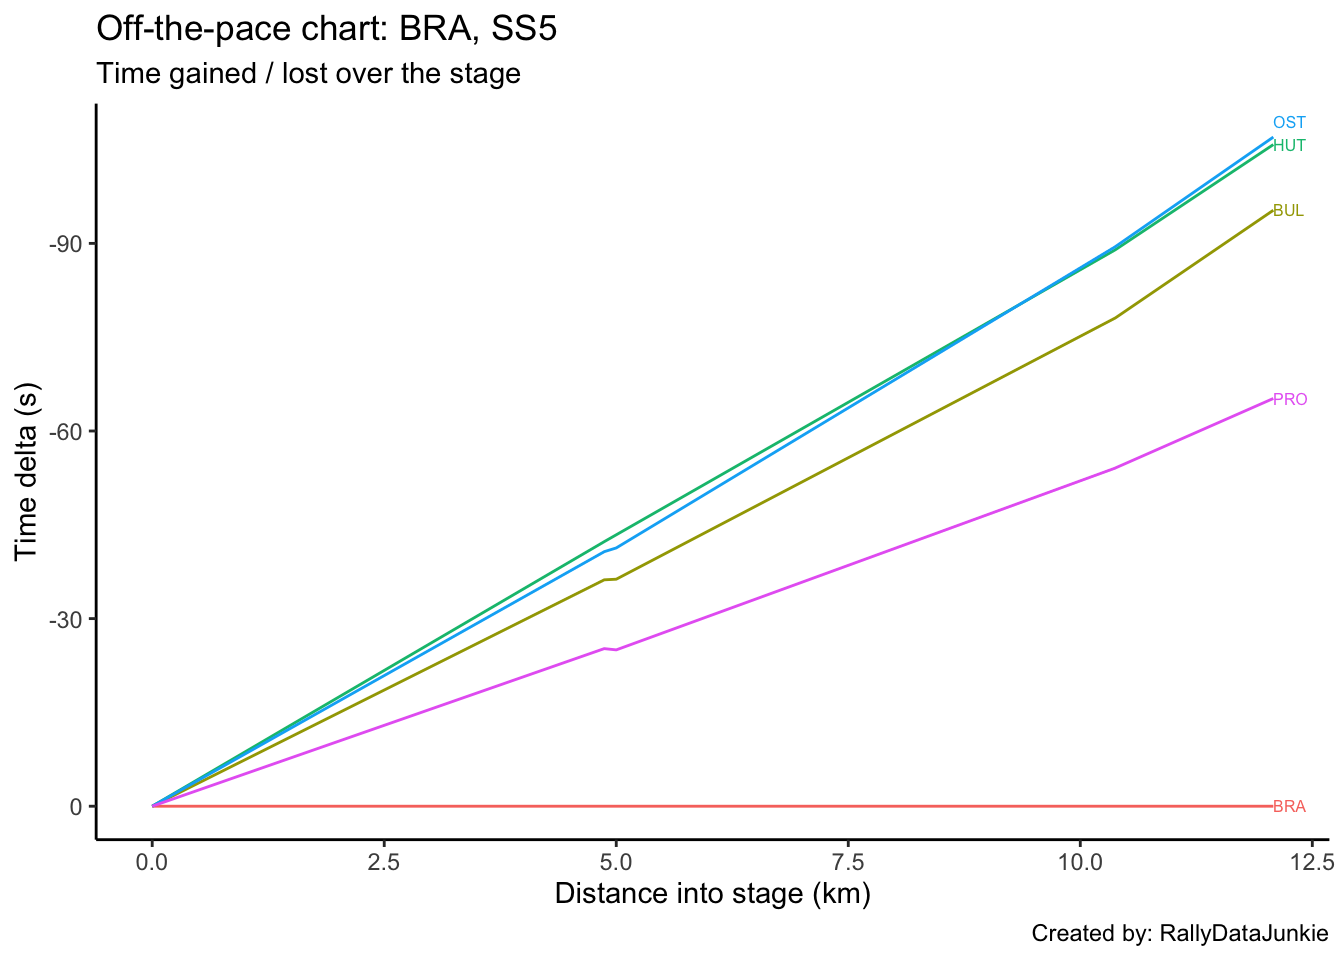 Off-the-pace chart: BRA, SS5
Time gained / lost over the stage
OST
HUT
BUL
-90
PRO
-60
Time delta (s)
-30
0
BRA
0.0 2.5 5.0 7.5 10.0 12.5
Distance into stage (km)
Created by: RallyDataJunkie